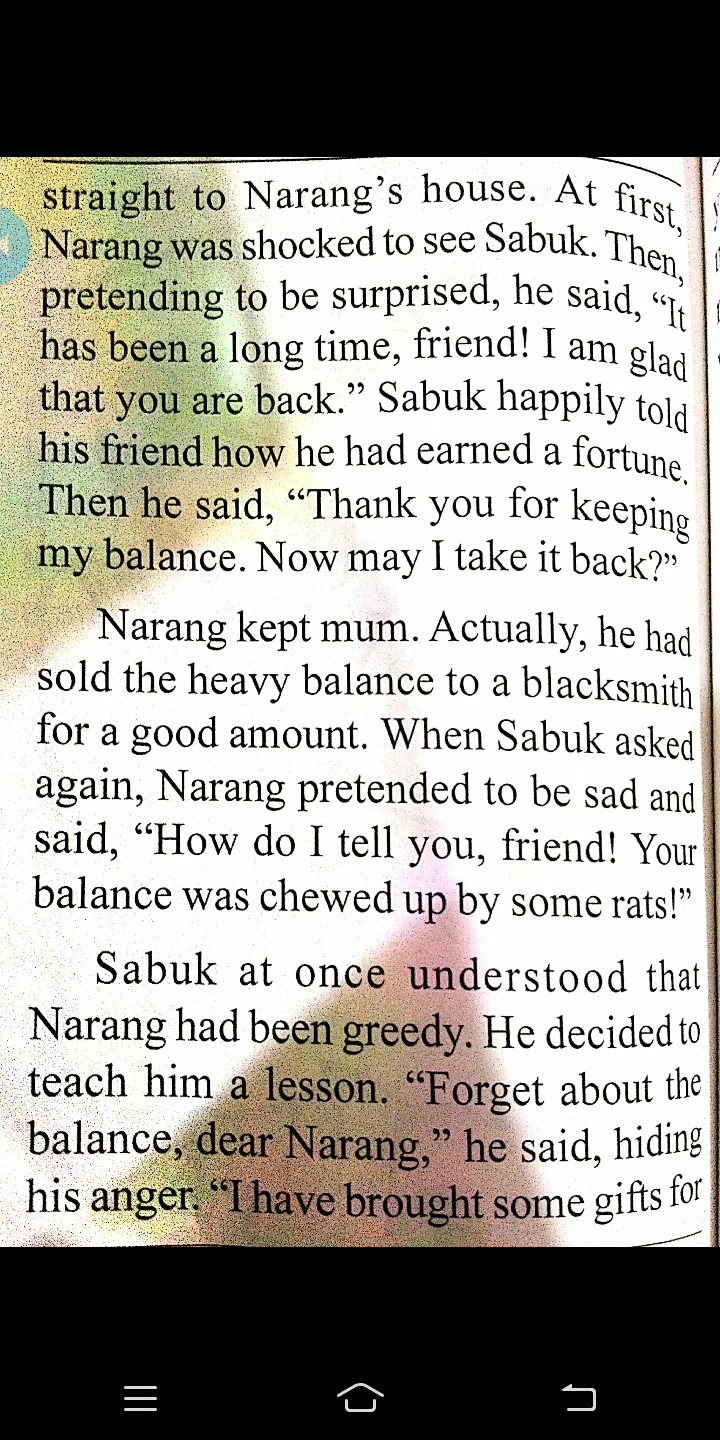 straight to Narang’s house. At first,
Narang was shocked to see Sabuk. Then,
pretending to be surprised, he said, “It
has been a long time, friend! I am glad
that you are back.” Sabuk happily told
his friend how he had earned a fortune.
Then he said, “Thank you for keeping
my balance. Now may I take it back?”
Narang kept mum. Actually, he had
sold the heavy balance to a blacksmith
for a good amount. When Sabuk asked
again, Narang pretended to be sad and
said, “How do I tell you, friend! Your
balance was chewed up by some rats!”
Sabuk at once understood that
Narang had been greedy. He decided to
teach him a lesson. “Forget about the
balance, dear Narang,” he said, hiding
his anger. “I have brought some gifts for